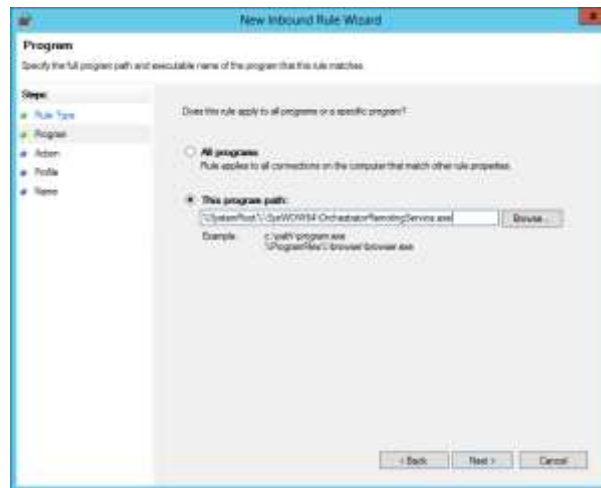 New Inbound Rule Wizard
Program
Specify the full program path and executable name of the program that this rule matches.
Steps:
Rule Type
Program
Action
Profile
Name
Does this rule apply to all programs or a specific program?
All programs
Rule applies to all connections on the computer that match other rule properties.
This program path:
%SystemRoot%\SysWOW64\OrchestratorRemotingService.exe
Browse...
Example:
c:\path\program.exe
%ProgramFiles%\browser\browser.exe
< Back
Next >
Cancel